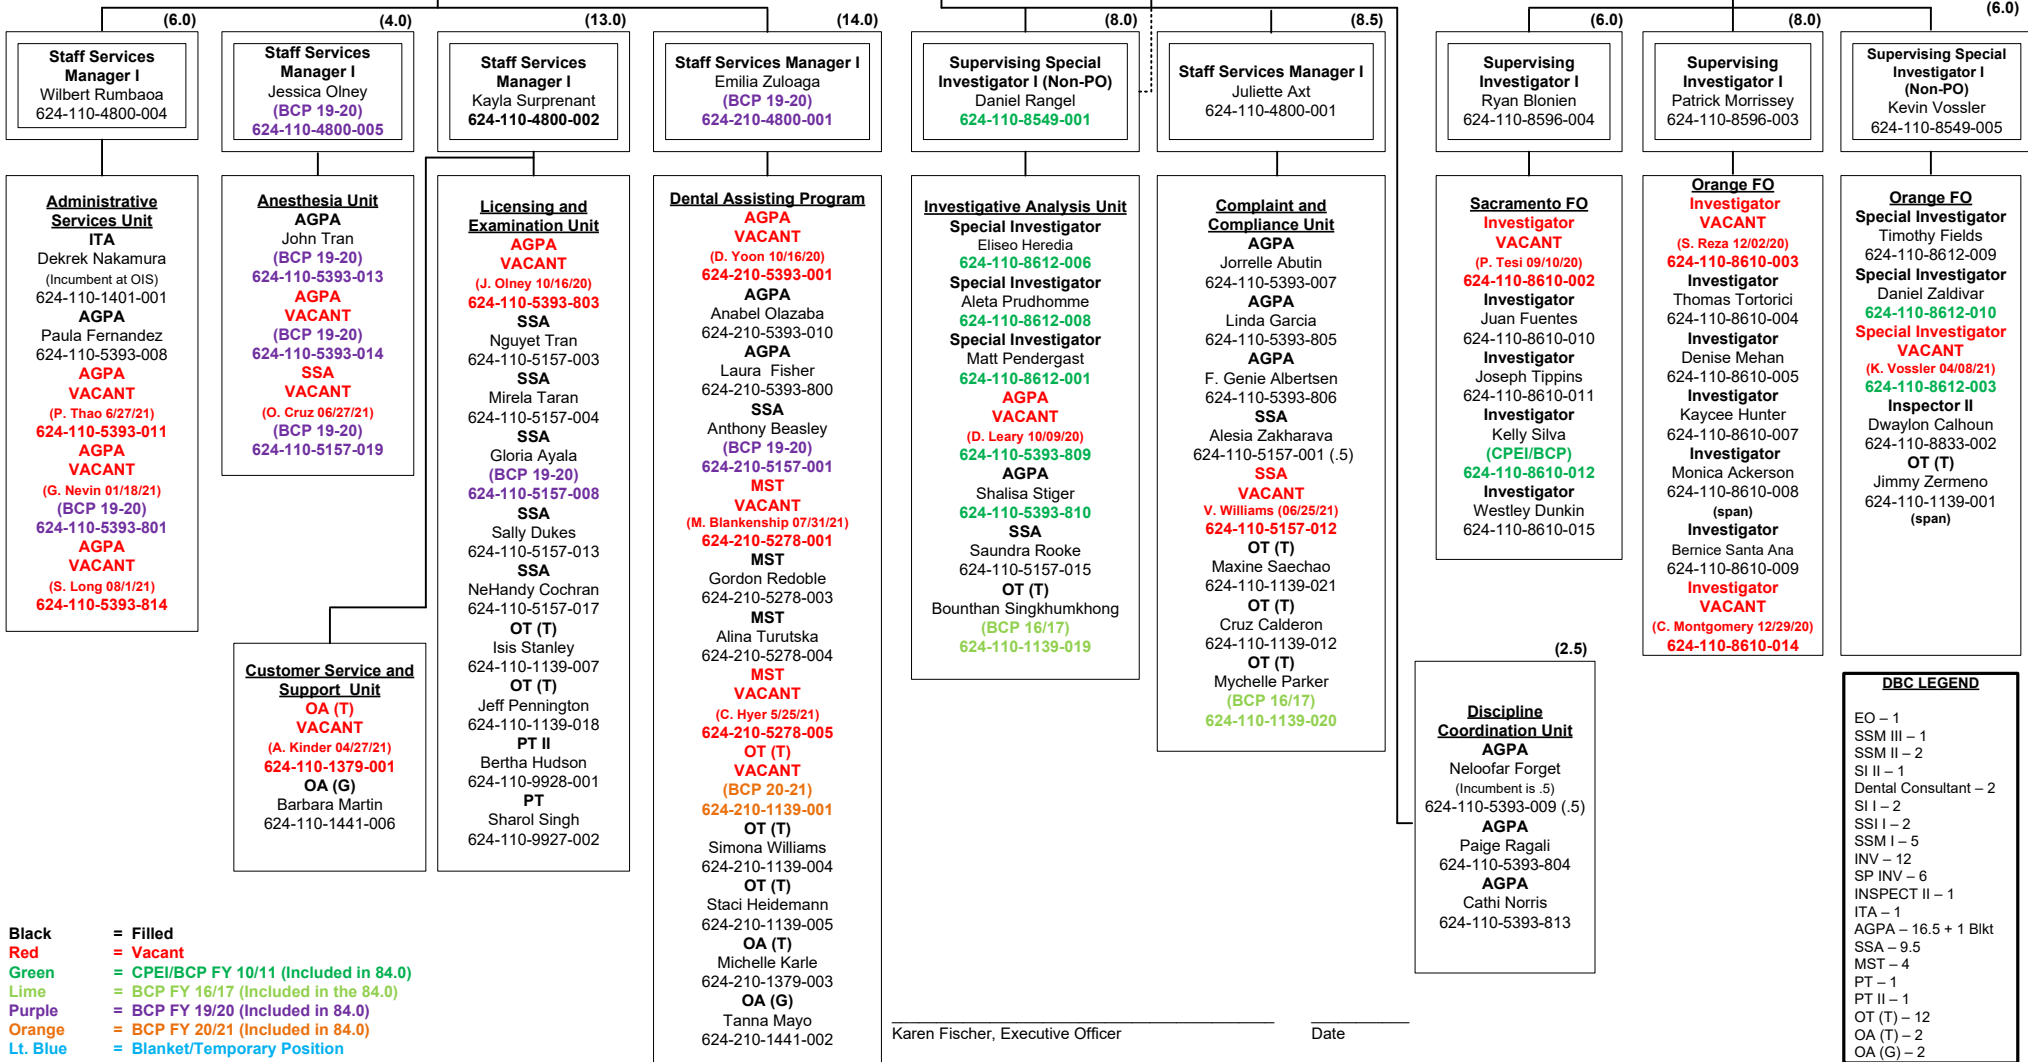 (6.0)
Staff Services
Manager I
Wilbert Rumbaoa
624-110-4800-004
Administrative
Services Unit
ITA
Dekrek Nakamura
(Incumbent at OIS)
624-110-1401-001
AGPA
Paula Fernandez
624-110-5393-008
AGPA
VACANT
(P. Thao 6/27/21)
624-110-5393-011
AGPA
VACANT
(G. Nevin 01/18/21)
(BCP 19-20)
624-110-5393-801
AGPA
VACANT
(S. Long 08/1/21)
624-110-5393-814
(4.0)
Staff Services
Manager I
Jessica Olney
(BCP 19-20)
624-110-4800-005
Anesthesia Unit
AGPA
John Tran
(BCP 19-20)
624-110-5393-013
AGPA
VACANT
(BCP 19-20)
624-110-5393-014
SSA
VACANT
(O. Cruz 06/27/21)
(BCP 19-20)
624-110-5157-019
(13.0)
Staff Services
Manager I
Kayla Surprenant
624-110-4800-002
Customer Service and
Support Unit
OA (T)
VACANT
(A. Kinder 04/27/21)
624-110-1379-001
OA (G)
Barbara Martin
624-110-1441-006
Licensing and
Examination Unit
AGPA
VACANT
(J. Olney 10/16/20)
624-110-5393-803
SSA
Nguyet Tran
624-110-5157-003
SSA
Mirela Taran
624-110-5157-004
SSA
Gloria Ayala
(BCP 19-20)
624-110-5157-008
SSA
Sally Dukes
624-110-5157-013
SSA
NeHandy Cochran
624-110-5157-017
OT (T)
Isis Stanley
624-110-1139-007
OT (T)
Jeff Pennington
624-110-1139-018
PT II
Bertha Hudson
624-110-9928-001
PT
Sharol Singh
624-110-9927-002
(14.0)
Staff Services Manager I
Emilia Zuloaga
(BCP 19-20)
624-210-4800-001
Dental Assisting Program
AGPA
VACANT
(D. Yoon 10/16/20)
624-210-5393-001
AGPA
Anabel Olazaba
624-210-5393-010
AGPA
Laura Fisher
624-210-5393-800
SSA
Anthony Beasley
(BCP 19-20)
624-210-5157-001
MST
VACANT
(M. Blankenship 07/31/21)
624-210-5278-001
MST
Gordon Redoble
624-210-5278-003
MST
Alina Turutska
624-210-5278-004
MST
VACANT
(C. Hyer 5/25/21)
624-210-5278-005
OT (T)
VACANT
(BCP 20-21)
624-210-1139-001
OT (T)
Simona Williams
624-210-1139-004
OT (T)
Staci Heidemann
624-210-1139-005
OA (T)
Michelle Karle
624-210-1379-003
OA (G)
Tanna Mayo
624-210-1441-002
(8.0)
Supervising Special
Investigator I (Non-PO)
Daniel Rangel
624-110-8549-001
Investigative Analysis Unit
Special Investigator
Eliseo Heredia
624-110-8612-006
Special Investigator
Aleta Prudhomme
624-110-8612-008
Special Investigator
Matt Pendergast
624-110-8612-001
AGPA
VACANT
(D. Leary 10/09/20)
624-110-5393-809
AGPA
Shalisa Stiger
624-110-5393-810
SSA
Saundra Rooke
624-110-5157-015
OT (T)
Bounthan Singkhumkhong
(BCP 16/17)
624-110-1139-019
(8.5)
Staff Services Manager I
Juliette Axt
624-110-4800-001
Complaint and
Compliance Unit
AGPA
Jorrelle Abutin
624-110-5393-007
AGPA
Linda Garcia
624-110-5393-805
AGPA
F. Genie Albertsen
624-110-5393-806
SSA
Alesia Zakharava
624-110-5157-001 (.5)
SSA
VACANT
V. Williams (06/25/21)
624-110-5157-012
OT (T)
Maxine Saechao
624-110-1139-021
OT (T)
Cruz Calderon
624-110-1139-012
OT (T)
Mychelle Parker
(BCP 16/17)
624-110-1139-020
(2.5)
Discipline
Coordination Unit
AGPA
Neloofar Forget
(Incumbent is .5)
624-110-5393-009 (.5)
AGPA
Paige Ragali
624-110-5393-804
AGPA
Cathi Norris
624-110-5393-813
(6.0)
Supervising
Investigator I
Ryan Blonien
624-110-8596-004
Sacramento FO
Investigator
VACANT
(P. Tesi 09/10/20)
624-110-8610-002
Investigator
Juan Fuentes
624-110-8610-010
Investigator
Joseph Tippins
624-110-8610-011
Investigator
Kelly Silva
(CPEI/BCP)
624-110-8610-012
Investigator
Westley Dunkin
624-110-8610-015
(8.0)
Supervising
Investigator I
Patrick Morrissey
624-110-8596-003
Orange FO
Investigator
VACANT
(S. Reza 12/02/20)
624-110-8610-003
Investigator
Thomas Tortorici
624-110-8610-004
Investigator
Denise Mehan
624-110-8610-005
Investigator
Kaycee Hunter
624-110-8610-007
Investigator
Monica Ackerson
624-110-8610-008
(span)
Investigator
Bernice Santa Ana
624-110-8610-009
Investigator
VACANT
(C. Montgomery 12/29/20)
624-110-8610-014
(6.0)
Supervising Special
Investigator I
(Non-PO)
Kevin Vossler
624-110-8549-005
Orange FO
Special Investigator
Timothy Fields
624-110-8612-009
Special Investigator
Daniel Zaldivar
624-110-8612-010
Special Investigator
VACANT
(K. Vossler 04/08/21)
624-110-8612-003
Inspector II
Dwaylon Calhoun
624-110-8833-002
OT (T)
Jimmy Zermeno
624-110-1139-001
(span)
DBC LEGEND
EO – 1
SSM III – 1
SSM II – 2
SI II – 1
Dental Consultant – 2
SI I – 2
SSI I – 2
SSM I – 5
INV – 12
SP INV – 6
INSPECT II – 1
ITA – 1
AGPA – 16.5 + 1 Blkt
SSA – 9.5
MST – 4
PT – 1
PT II – 1
OT (T) – 12
OA (T) – 2
OA (G) – 2
Black = Filled
Red = Vacant
Green = CPEI/BCP FY 10/11 (Included in 84.0)
Lime = BCP FY 16/17 (Included in the 84.0)
Purple = BCP FY 19/20 (Included in 84.0)
Orange = BCP FY 20/21 (Included in 84.0)
Lt. Blue = Blanket/Temporary Position
Karen Fischer, Executive Officer
Date